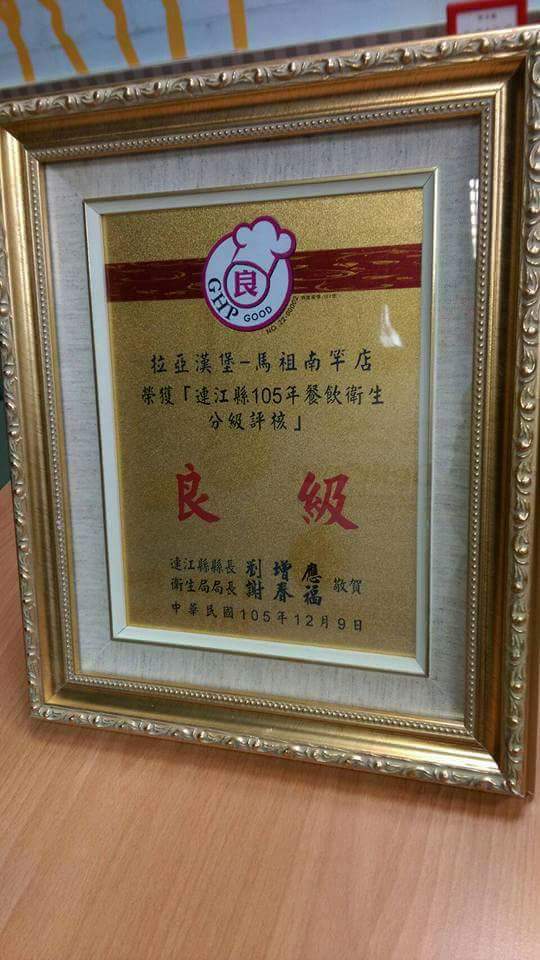 良
GHP GOOD
拉亞漢堡－馬祖南竿店
榮獲「連江縣105年餐飲衛生
分級評核」
良 級
連江縣縣長 劉增應
衛生局局長 謝春福 敬賀
中華民國105年12月9日